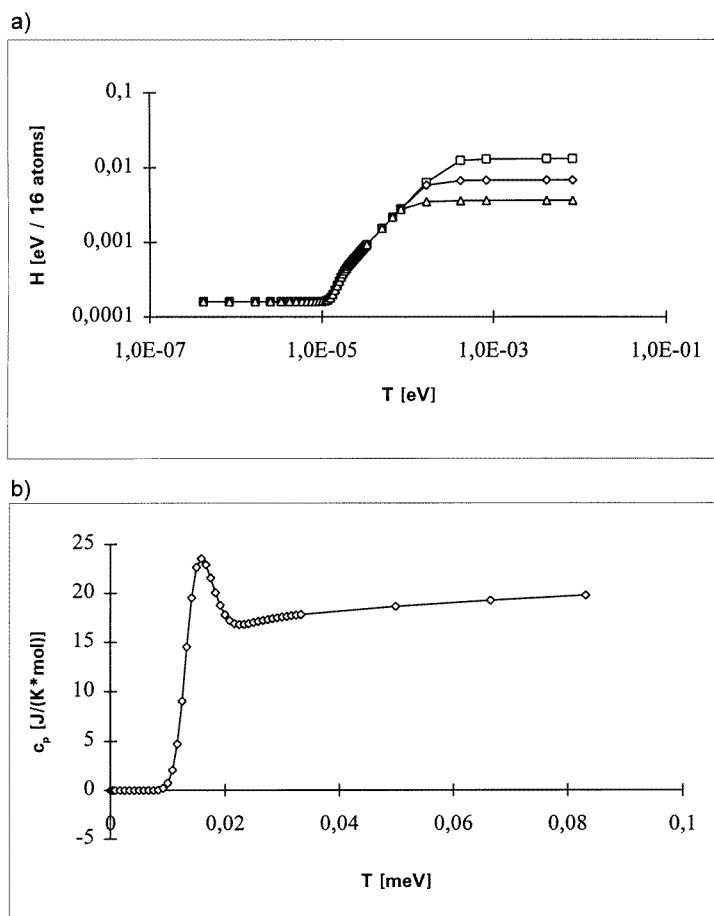 a)
0,1
0,01
0,001
0,0001
H [eV / 16 atoms]
1,0E-07
1,0E-05
1,0E-03
1,0E-01
T [eV]
b)
25
20
15
10
5
0
-5
c_p [J/(K*mol)]
0
0,02
0,04
0,06
0,08
0,1
T [meV]